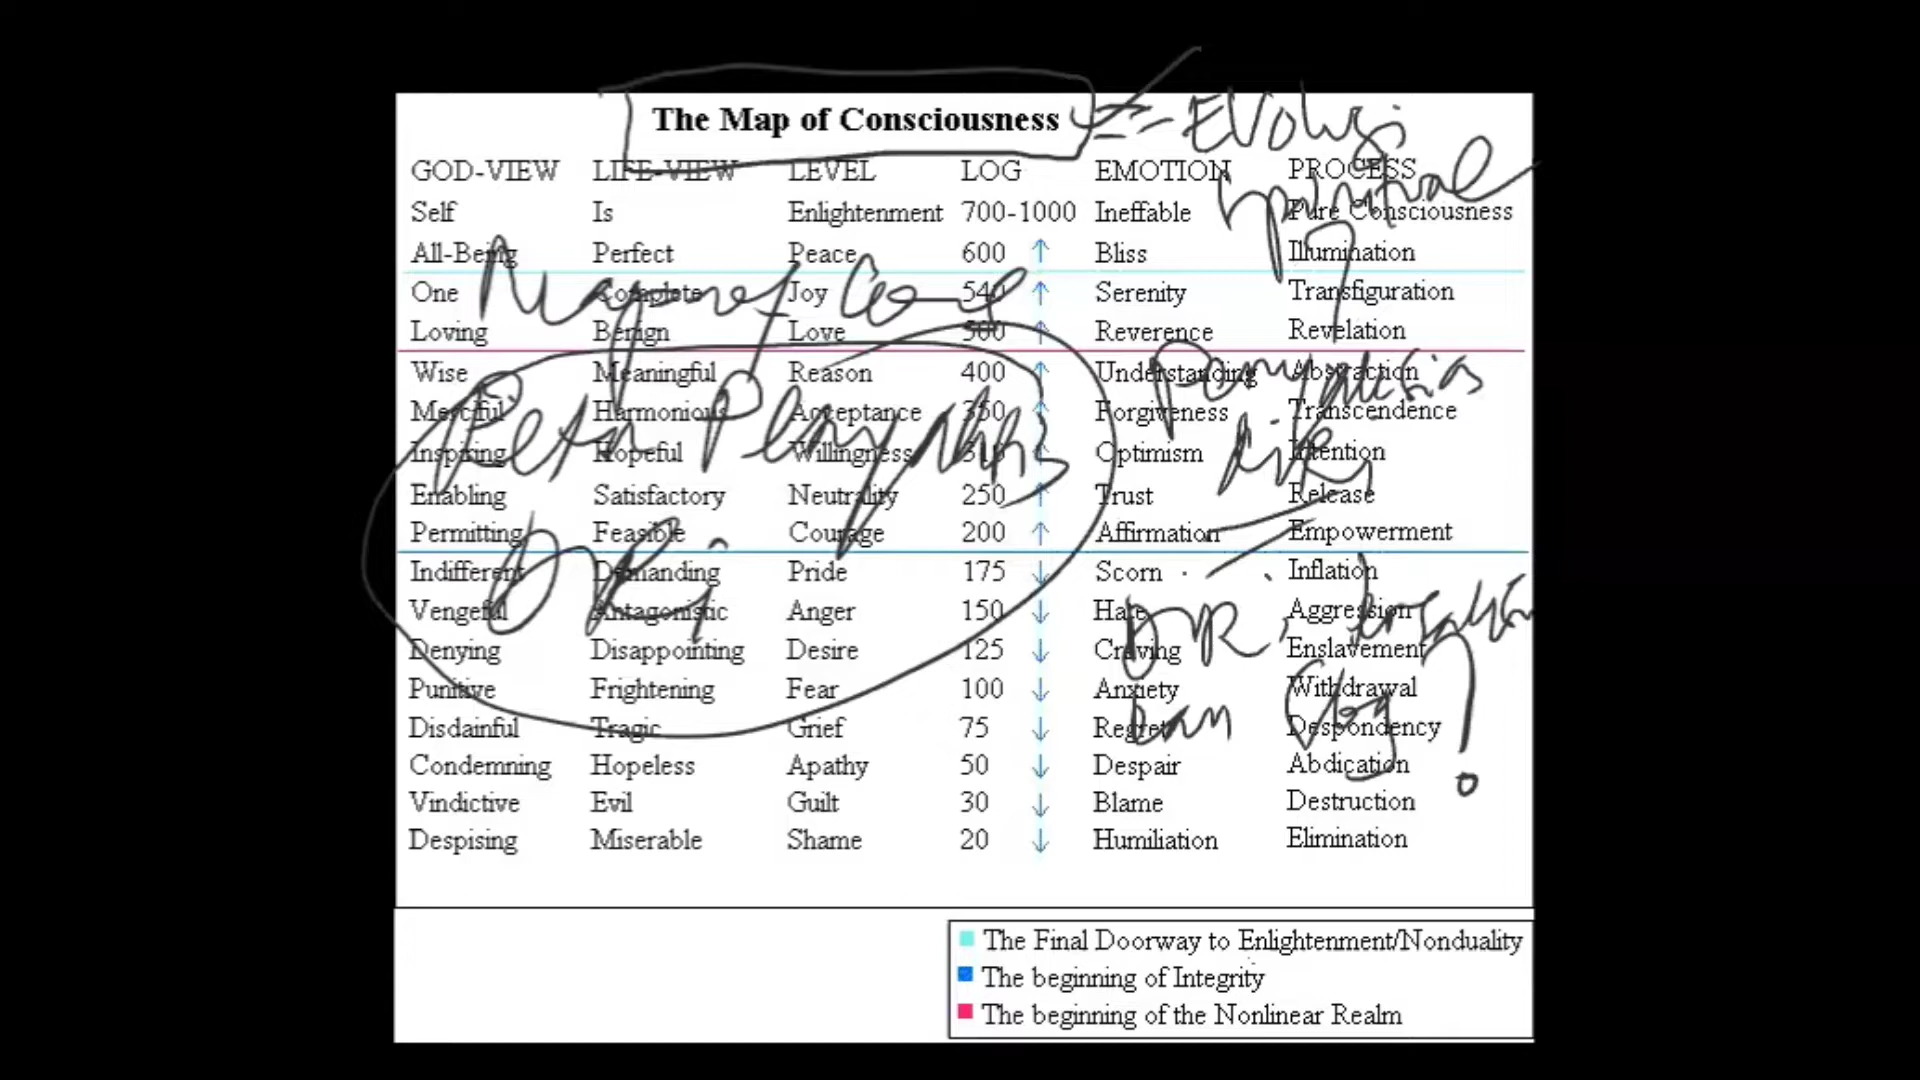 The Map of Consciousness
GOD-VIEW LIFE-VIEW LEVEL LOG EMOTION PROCESS
Self Is Enlightenment 700-1000 Ineffable Pure Consciousness
All-Being Perfect Peace 600 ↑ Bliss Illumination
One Complete Joy 540 ↑ Serenity Transfiguration
Loving Benign Love 500 ↑ Reverence Revelation
Wise Meaningful Reason 400 ↑ Understanding Abstraction
Merciful Harmonious Acceptance 350 ↑ Forgiveness Transcendence
Inspiring Hopeful Willingness 310 ↑ Optimism Intention
Enabling Satisfactory Neutrality 250 ↑ Trust Release
Permitting Feasible Courage 200 ↑ Affirmation Empowerment
Indifferent Demanding Pride 175 ↓ Scorn Inflation
Vengeful Antagonistic Anger 150 ↓ Hate Aggression
Denying Disappointing Desire 125 ↓ Craving Enslavement
Punitive Frightening Fear 100 ↓ Anxiety Withdrawal
Disdainful Tragic Grief 75 ↓ Regret Despondency
Condemning Hopeless Apathy 50 ↓ Despair Abdication
Vindictive Evil Guilt 30 ↓ Blame Destruction
Despising Miserable Shame 20 ↓ Humiliation Elimination
The Final Doorway to Enlightenment/Nonduality
The beginning of Integrity
The beginning of the Nonlinear Realm
Map of